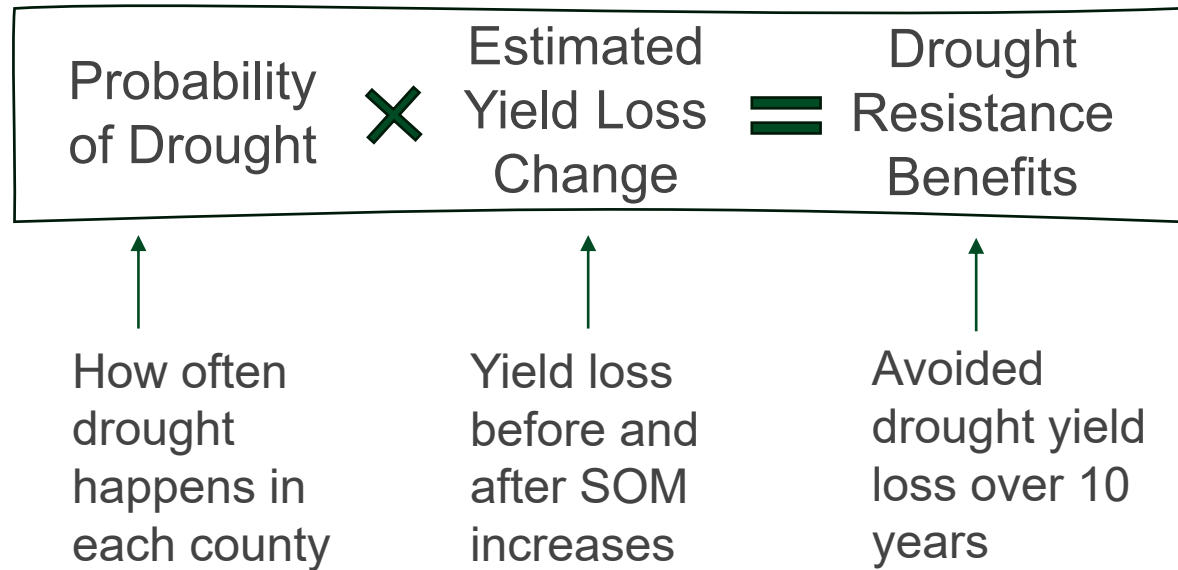 Probability
of Drought
×
Estimated
Yield Loss
Change
=
Drought
Resistance
Benefits
How often
drought
happens in
each county
Yield loss
before and
after SOM
increases
Avoided
drought yield
loss over 10
years